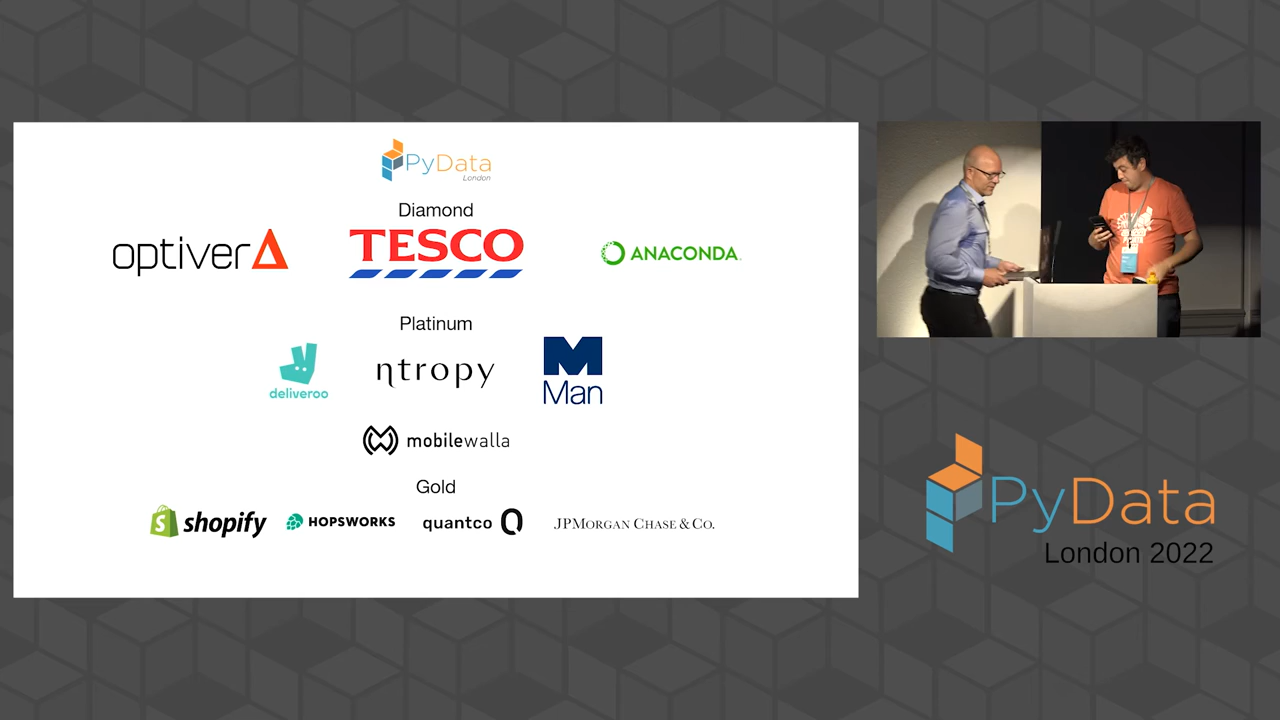 PyData
London
Diamond
optiver
TESCO
ANACONDA.
Platinum
deliveroo
ntropy
Man
mobilewalla
Gold
shopify
HOPSWORKS
quantco
JPMORGAN CHASE & CO.
PyData
London 2022